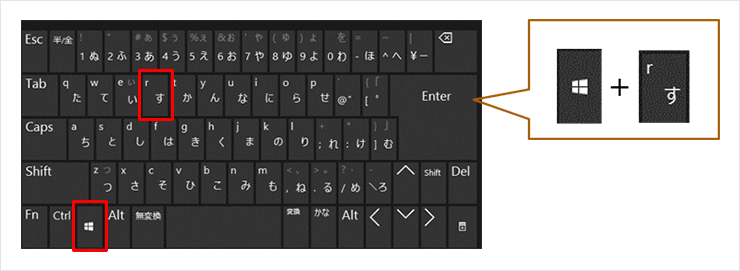 Esc 半/全 ! 1 ぬ " 2 ふ # ぁ 3 あ $ ぅ 4 う % ぇ 5 え & ぉ 6 お ' ゃ 7 や ( ゅ 8 ゆ ) ょ 9 よ を 0 わ = - ほ ~ ^ へ | ¥ ー
Tab q た w て e ぃ い r す t か y ん u な i に o ら p せ ` @ ゛ { 「 [ ゜ Enter
Caps a ち s と d し f は g き h く j ま k の l り + ; れ * : け } 」 ] む
Shift z っ つ x さ c そ v ひ b こ n み m も < 、 , ね > 。 . る ? ・ / め _ \ ろ Shift Del
Fn Ctrl Alt 無変換 変換 かな Alt
+
r
す